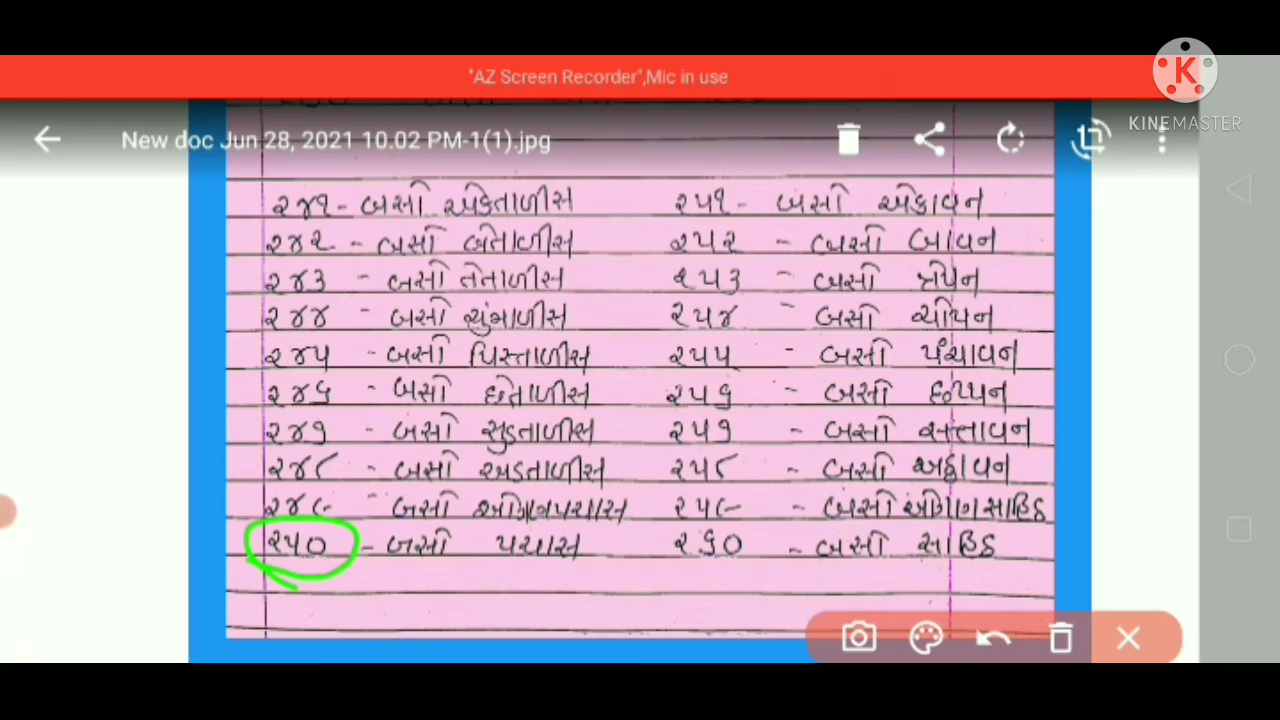 "AZ Screen Recorder",Mic in use
KINEMASTER
New doc Jun 28, 2021 10.02 PM-1(1).jpg
૨૪૧ - બસો એકતાળીસ ૨૫૧ - બસો એકાવન
૨૪૨ - બસો બેતાળીસ ૨૫૨ - બસો બાવન
૨૪૩ - બસો તેતાળીસ ૨૫૩ - બસો ત્રેપન
૨૪૪ - બસો ચુંમાળીસ ૨૫૪ - બસો ચોપન
૨૪૫ - બસો પિસ્તાળીસ ૨૫૫ - બસો પંચાવન
૨૪૬ - બસો છેતાળીસ ૨૫૬ - બસો છપ્પન
૨૪૭ - બસો સુડતાળીસ ૨૫૭ - બસો સત્તાવન
૨૪૮ - બસો અડતાળીસ ૨૫૮ - બસો અઠ્ઠાવન
૨૪૯ - બસો ઓગણપચાસ ૨૫૯ - બસો ઓગણસાહિઠ
૨૫૦ - બસો પચાસ ૨૬૦ - બસો સાહિઠ